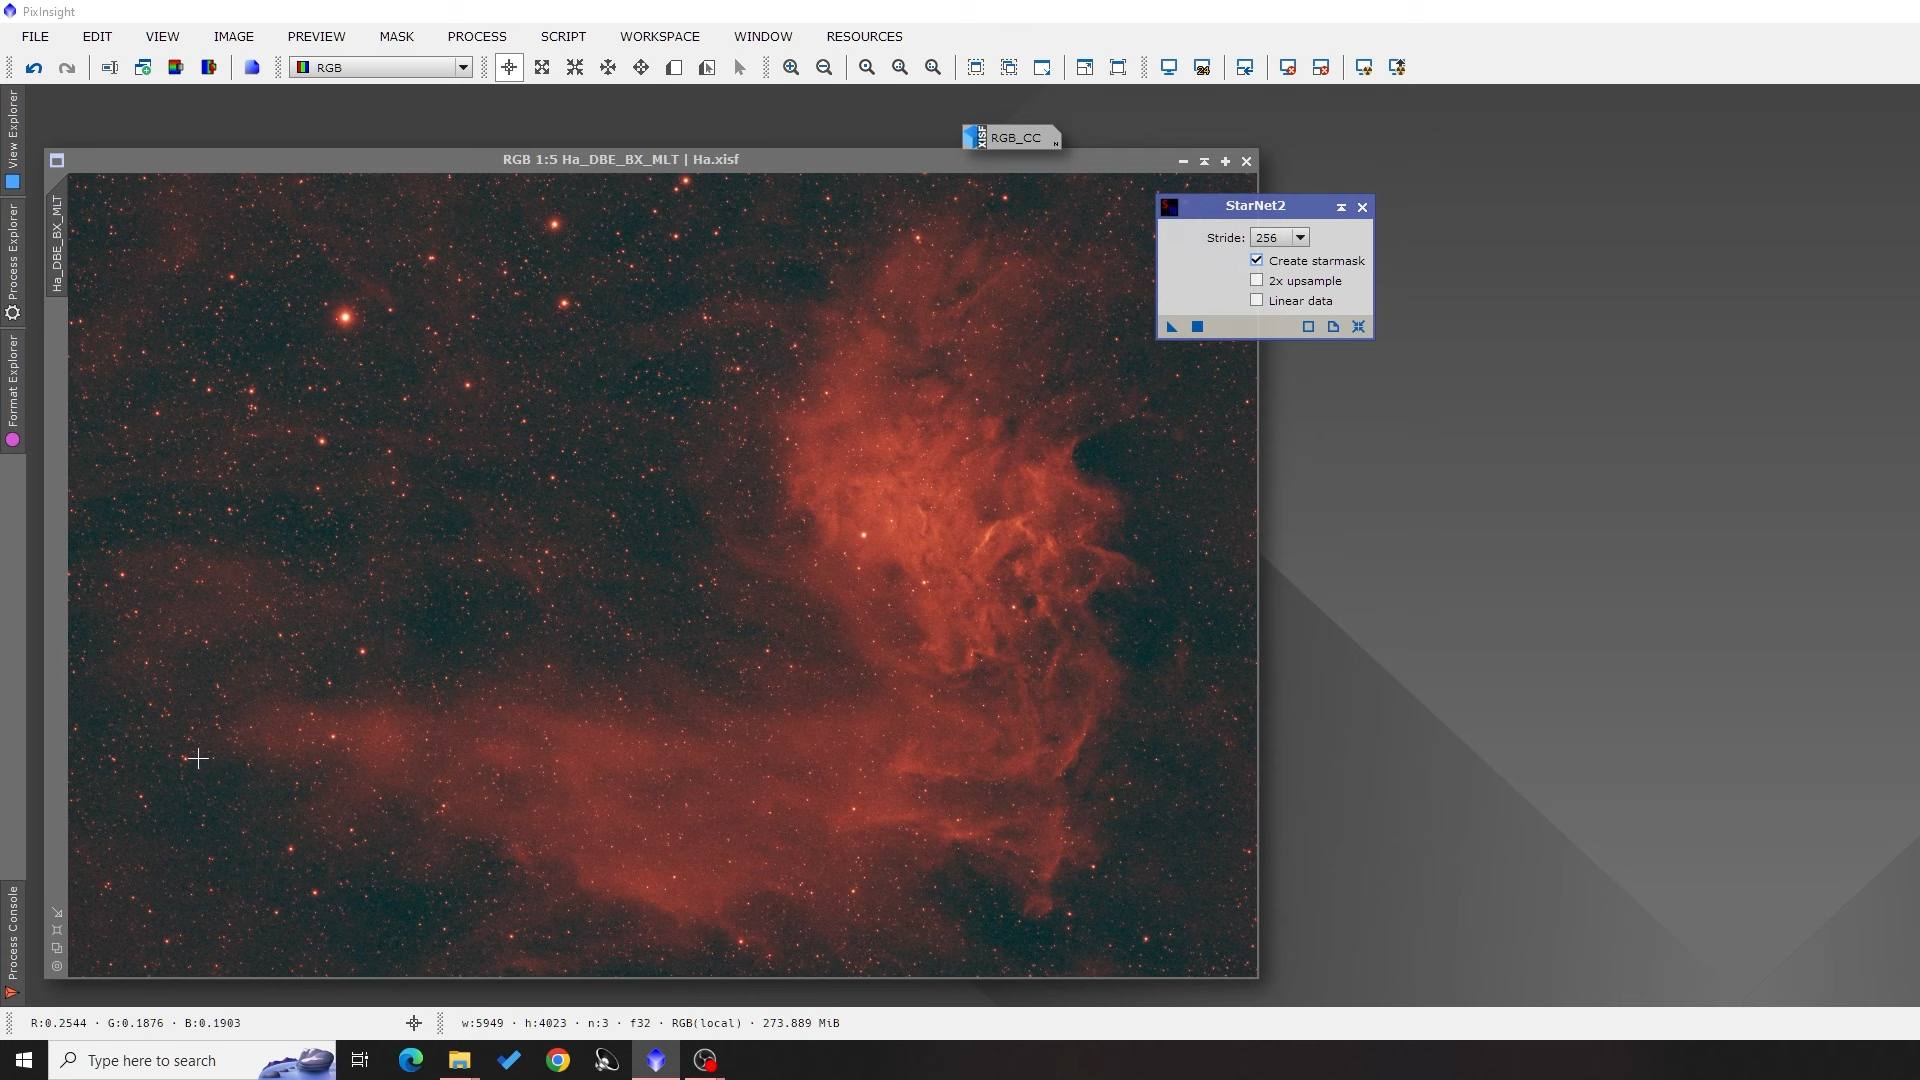 PixInsight
FILE EDIT VIEW IMAGE PREVIEW MASK PROCESS SCRIPT WORKSPACE WINDOW RESOURCES
RGB
24
View Explorer
Process Explorer
Format Explorer
Process Console
XISF RGB_CC N
RGB 1:5 Ha_DBE_BX_MLT | Ha.xisf
Ha_DBE_BX_MLT
StarNet2
Stride: 256
Create starmask
2x upsample
Linear data
R:0.2544 · G:0.1876 · B:0.1903
w:5949 · h:4023 · n:3 · f32 · RGB(local) · 273.889 MiB
Type here to search